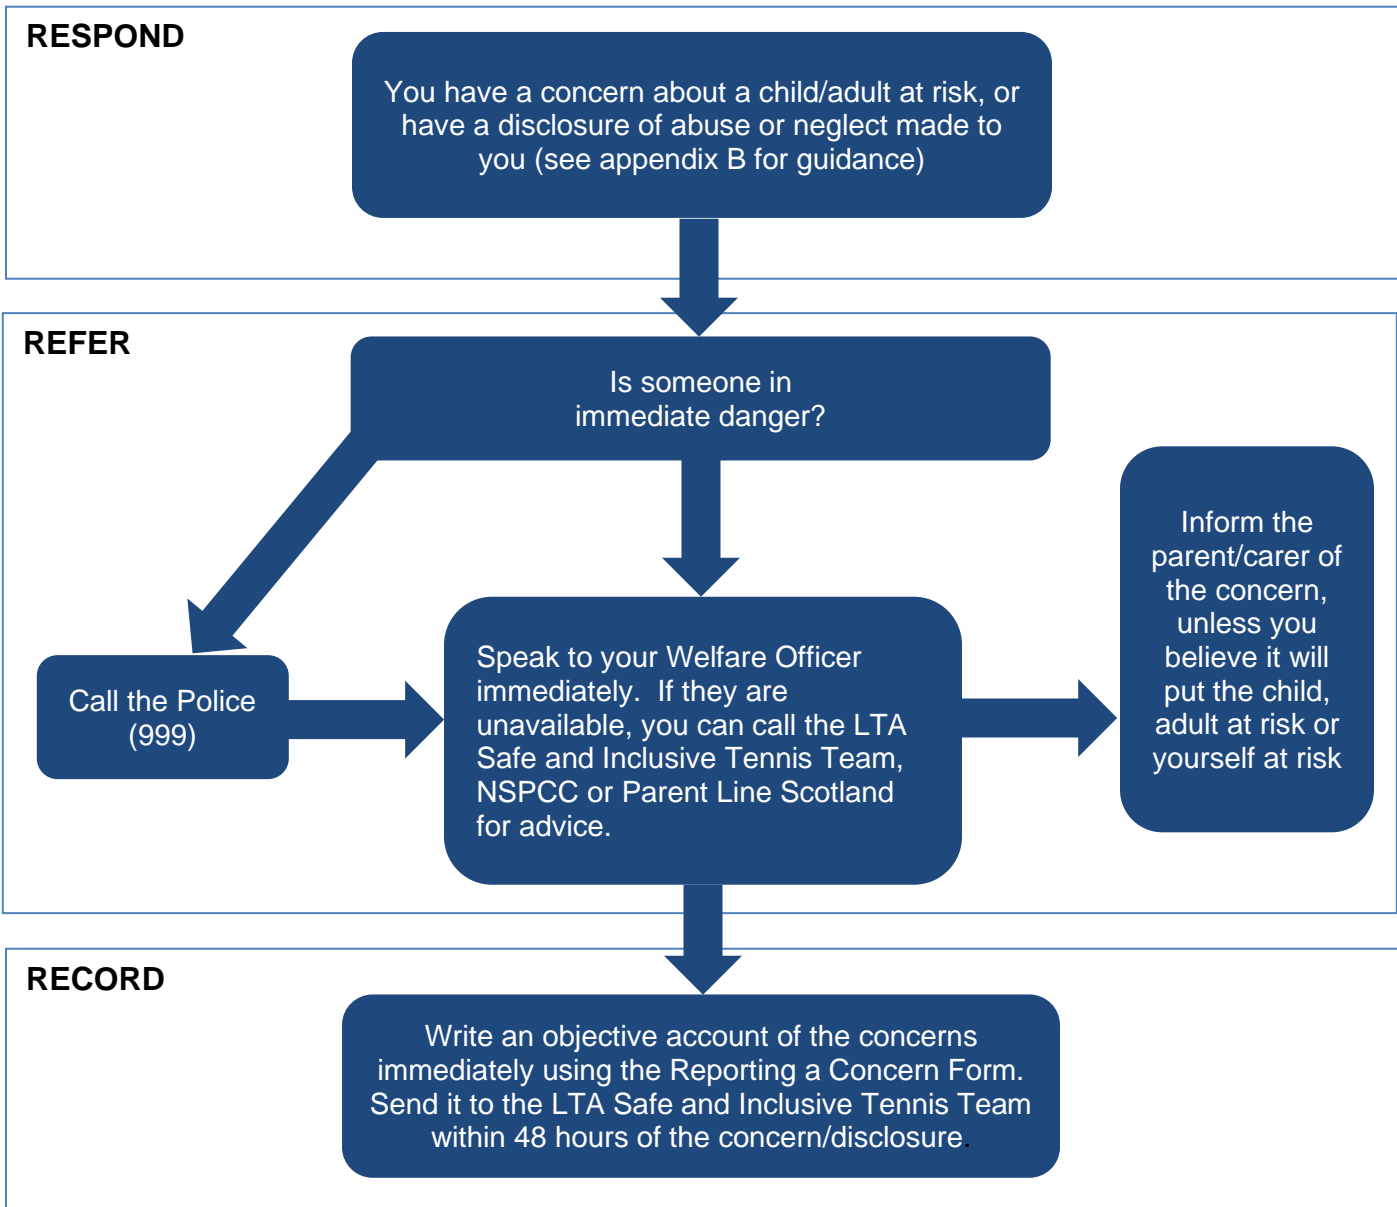 RESPOND
You have a concern about a child/adult at risk, or
have a disclosure of abuse or neglect made to
you (see appendix B for guidance)
REFER
Is someone in
immediate danger?
Call the Police
(999)
Speak to your Welfare Officer
immediately.  If they are
unavailable, you can call the LTA
Safe and Inclusive Tennis Team,
NSPCC or Parent Line Scotland
for advice.
Inform the
parent/carer of
the concern,
unless you
believe it will
put the child,
adult at risk or
yourself at risk
RECORD
Write an objective account of the concerns
immediately using the Reporting a Concern Form.
Send it to the LTA Safe and Inclusive Tennis Team
within 48 hours of the concern/disclosure.